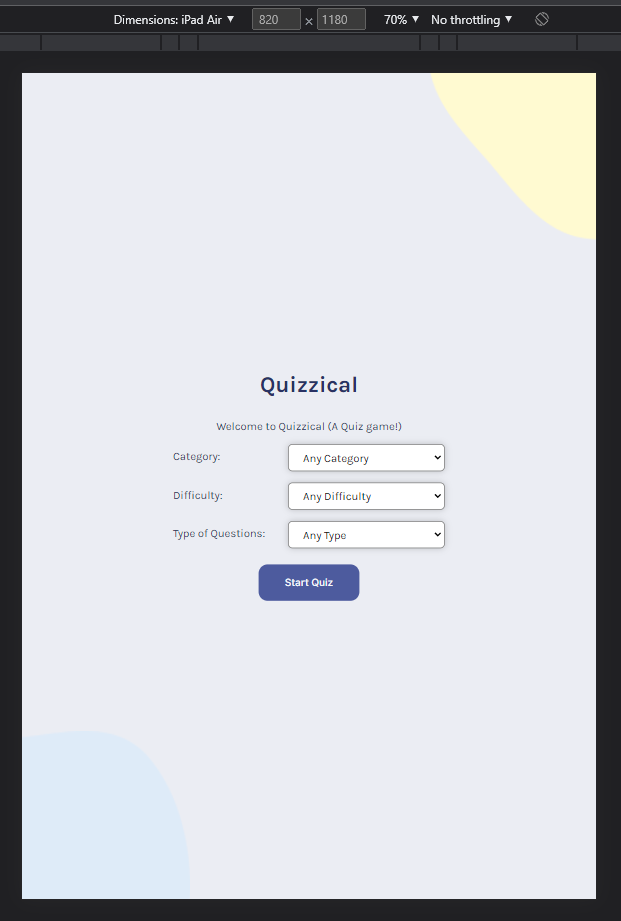 Dimensions: iPad Air ▼ 820 × 1180 70% ▼ No throttling ▼
Quizzical
Welcome to Quizzical (A Quiz game!)
Category: Any Category
Difficulty: Any Difficulty
Type of Questions: Any Type
Start Quiz